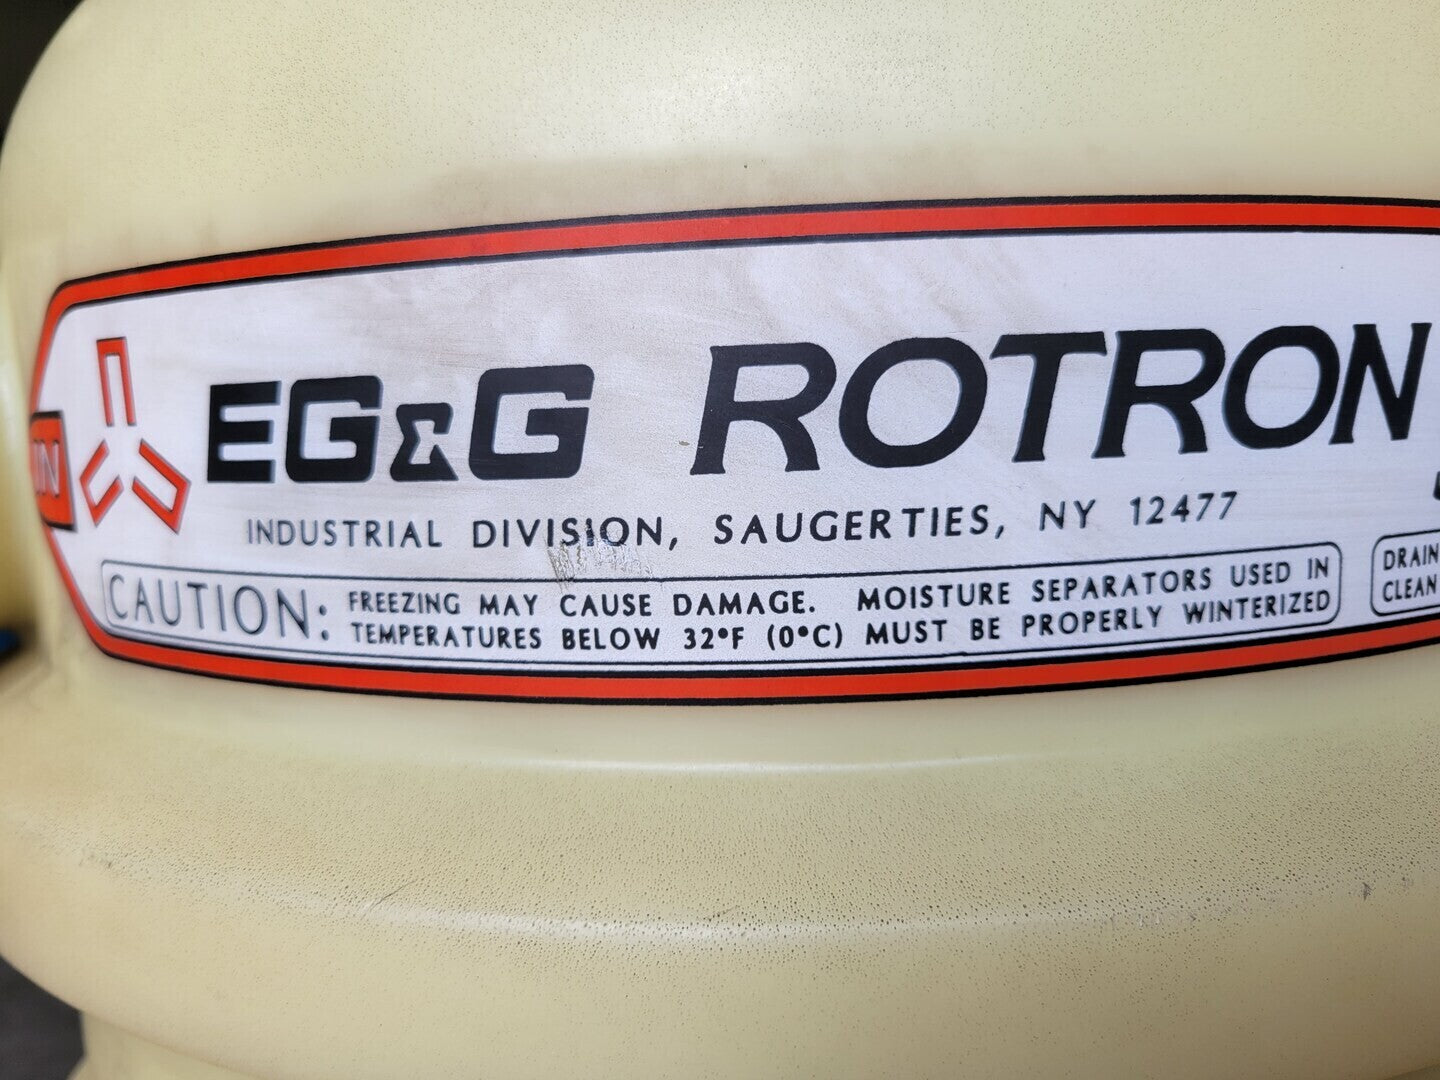 IN
EG&G ROTRON
INDUSTRIAL DIVISION, SAUGERTIES, NY 12477
CAUTION: FREEZING MAY CAUSE DAMAGE. MOISTURE SEPARATORS USED IN
TEMPERATURES BELOW 32°F (0°C) MUST BE PROPERLY WINTERIZED
DRAIN
CLEAN